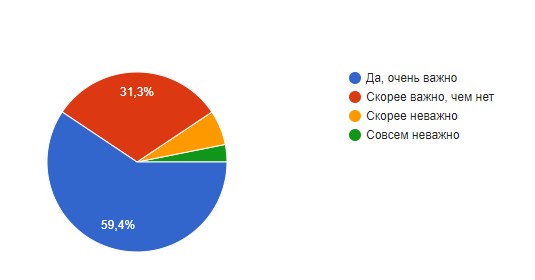 31,3%
59,4%
Да, очень важно
Скорее важно, чем нет
Скорее неважно
Совсем неважно